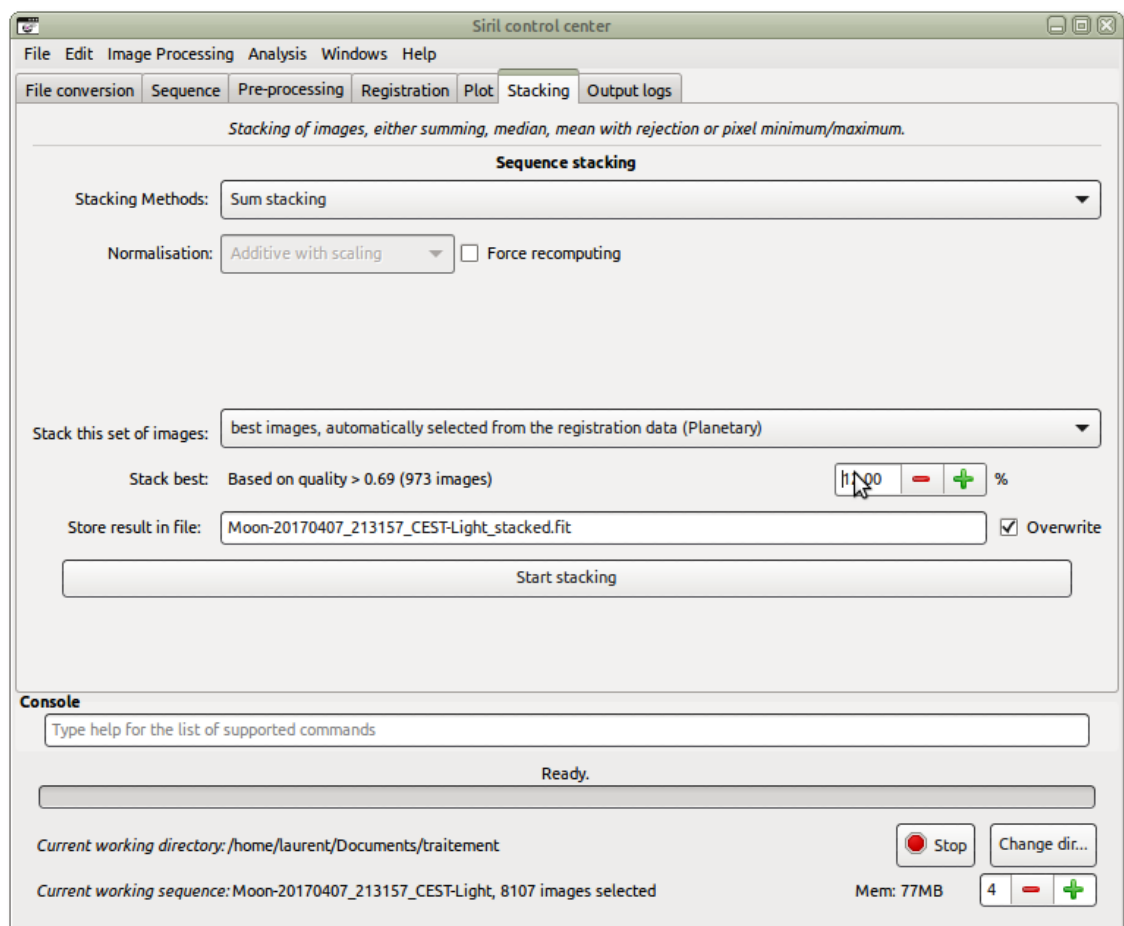 Siril control center
File Edit Image Processing Analysis Windows Help
File conversion Sequence Pre-processing Registration Plot Stacking Output logs
Stacking of images, either summing, median, mean with rejection or pixel minimum/maximum.
Sequence stacking
Stacking Methods: Sum stacking
Normalisation: Additive with scaling Force recomputing
Stack this set of images: best images, automatically selected from the registration data (Planetary)
Stack best: Based on quality > 0.69 (973 images) %
Store result in file: Moon-20170407_213157_CEST-Light_stacked.fit Overwrite
Start stacking
Console
Type help for the list of supported commands
Ready.
Current working directory: /home/laurent/Documents/traitement Stop Change dir...
Current working sequence: Moon-20170407_213157_CEST-Light, 8107 images selected Mem: 77MB 4